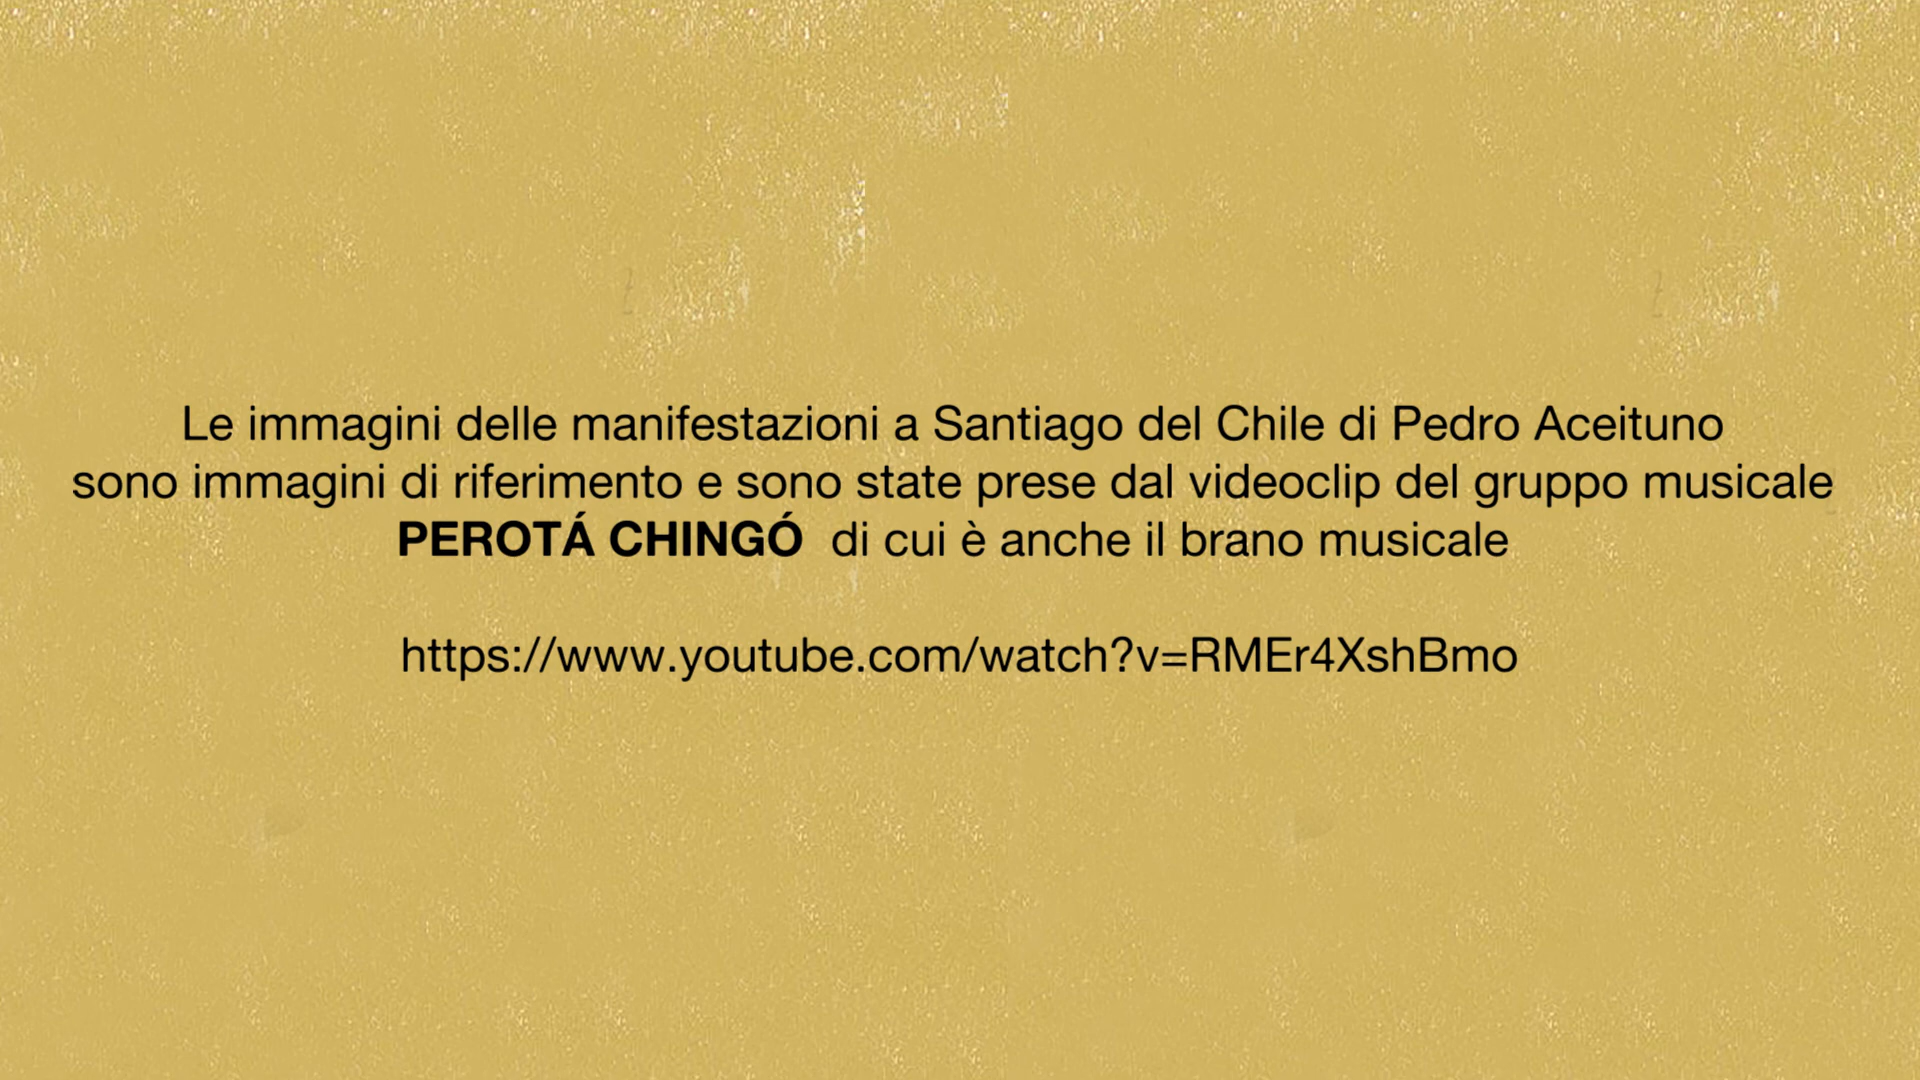 Le immagini delle manifestazioni a Santiago del Chile di Pedro Aceituno
sono immagini di riferimento e sono state prese dal videoclip del gruppo musicale
PEROTÁ CHINGÓ di cui è anche il brano musicale
https://www.youtube.com/watch?v=RMEr4XshBmo